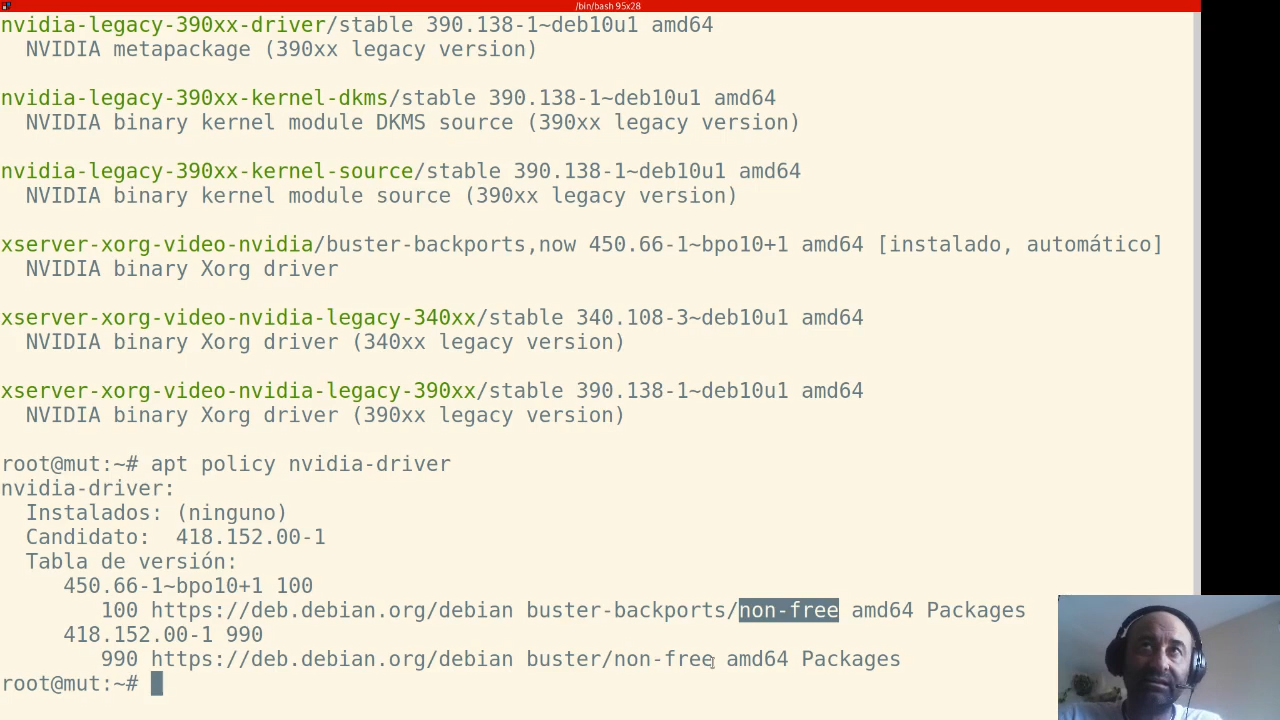 /bin/bash 95x28
nvidia-legacy-390xx-driver/stable 390.138-1~deb10u1 amd64
  NVIDIA metapackage (390xx legacy version)
nvidia-legacy-390xx-kernel-dkms/stable 390.138-1~deb10u1 amd64
  NVIDIA binary kernel module DKMS source (390xx legacy version)
nvidia-legacy-390xx-kernel-source/stable 390.138-1~deb10u1 amd64
  NVIDIA binary kernel module source (390xx legacy version)
xserver-xorg-video-nvidia/buster-backports,now 450.66-1~bpo10+1 amd64 [instalado, automático]
  NVIDIA binary Xorg driver
xserver-xorg-video-nvidia-legacy-340xx/stable 340.108-3~deb10u1 amd64
  NVIDIA binary Xorg driver (340xx legacy version)
xserver-xorg-video-nvidia-legacy-390xx/stable 390.138-1~deb10u1 amd64
  NVIDIA binary Xorg driver (390xx legacy version)
root@mut:~# apt policy nvidia-driver
nvidia-driver:
  Instalados: (ninguno)
  Candidato:  418.152.00-1
  Tabla de versión:
     450.66-1~bpo10+1 100
        100 https://deb.debian.org/debian buster-backports/non-free amd64 Packages
     418.152.00-1 990
        990 https://deb.debian.org/debian buster/non-free amd64 Packages
root@mut:~#